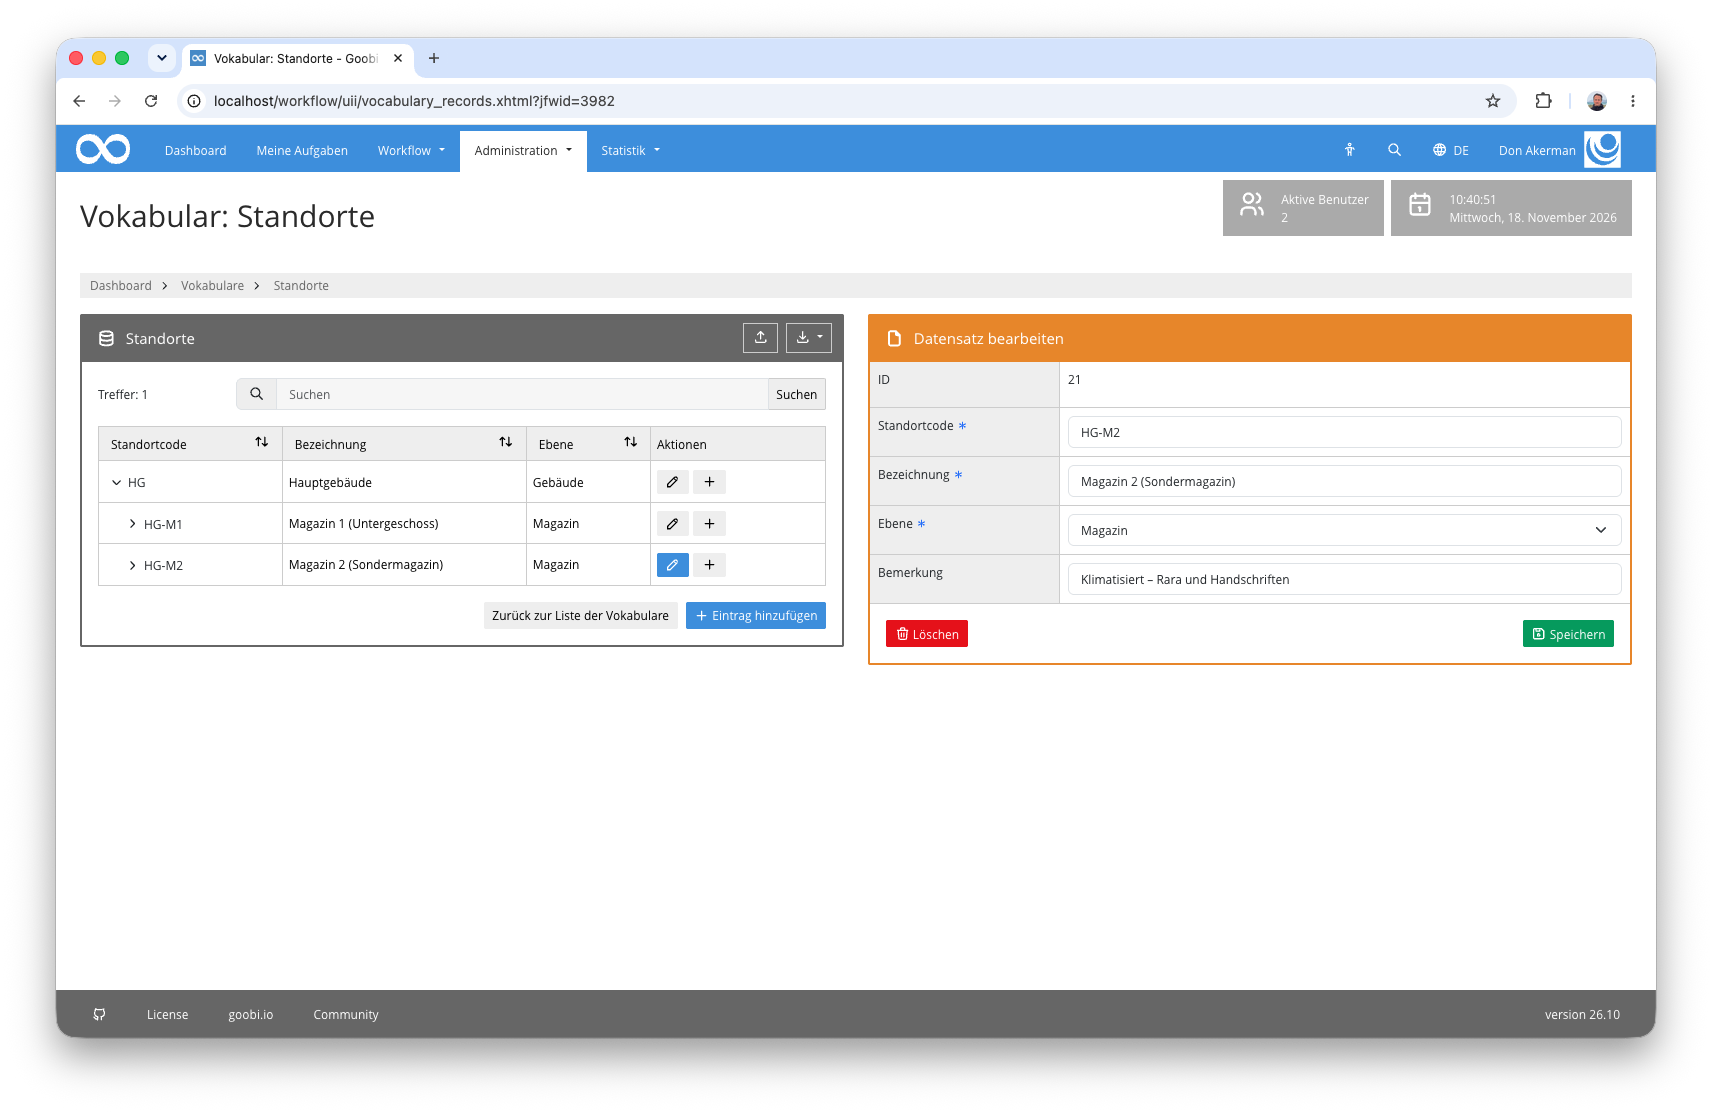 Vokabular: Standorte - Goobi
localhost/workflow/uii/vocabulary_records.xhtml?jfwid=3982
Dashboard
Meine Aufgaben
Workflow
Administration
Statistik
DE
Don Akerman
Vokabular: Standorte
Aktive Benutzer
2
10:40:51
Mittwoch, 18. November 2026
Dashboard
Vokabulare
Standorte
Standorte
Treffer: 1
Suchen
Suchen
Standortcode
Bezeichnung
Ebene
Aktionen
HG
Hauptgebäude
Gebäude
HG-M1
Magazin 1 (Untergeschoss)
Magazin
HG-M2
Magazin 2 (Sondermagazin)
Magazin
Zurück zur Liste der Vokabulare
Eintrag hinzufügen
Datensatz bearbeiten
ID
21
Standortcode *
HG-M2
Bezeichnung *
Magazin 2 (Sondermagazin)
Ebene *
Magazin
Bemerkung
Klimatisiert – Rara und Handschriften
Löschen
Speichern
License
goobi.io
Community
version 26.10